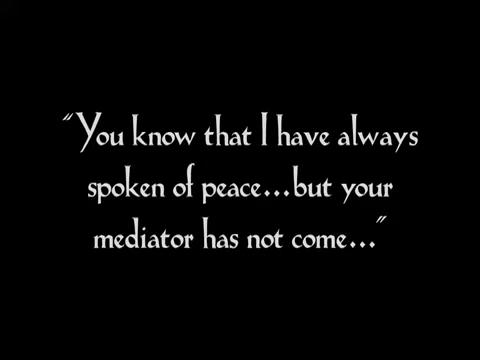 "You know that I have always
spoken of peace...but your
mediator has not come..."